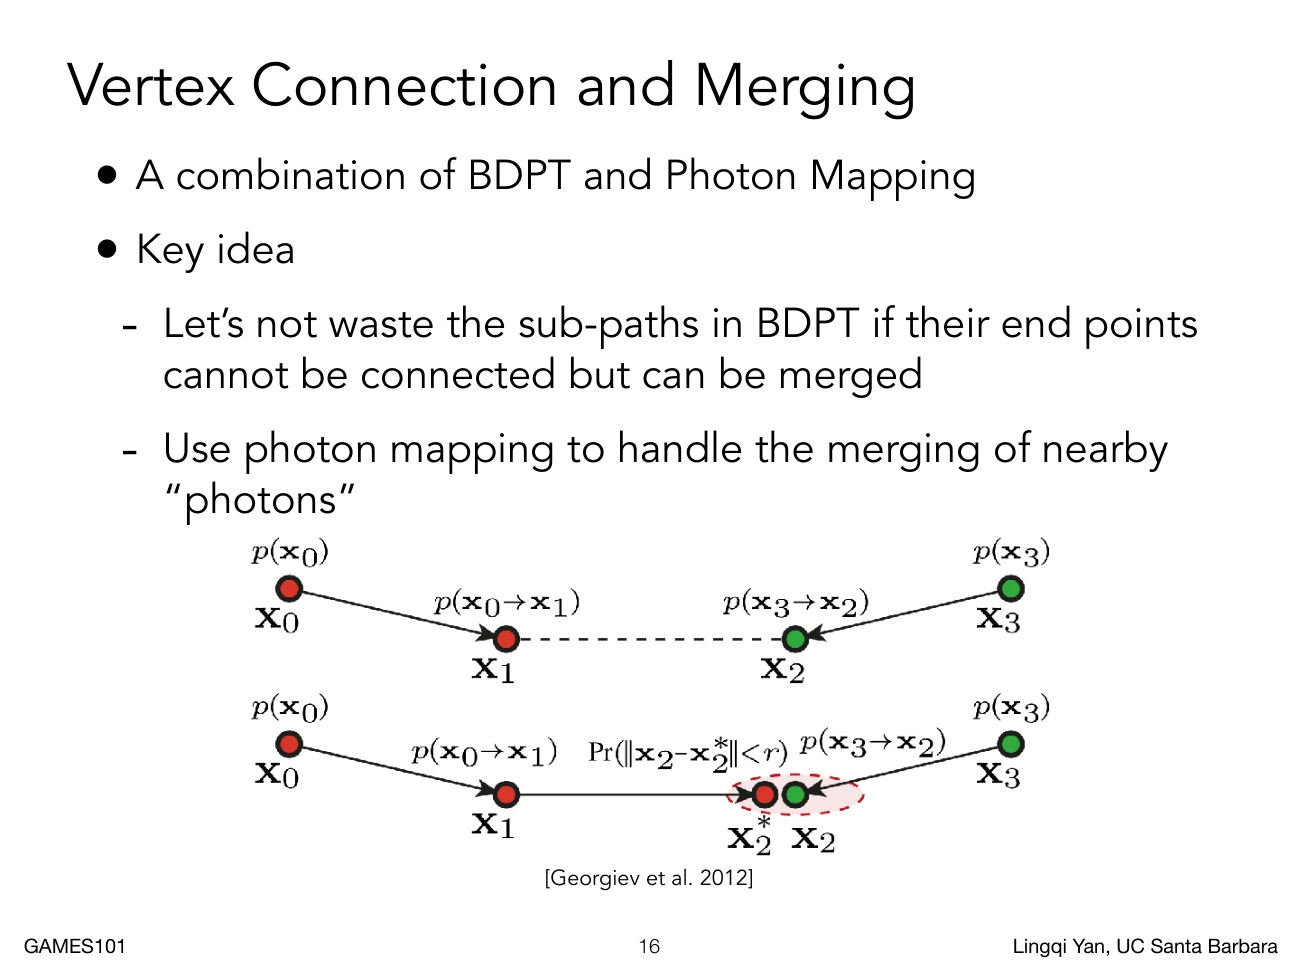 Vertex Connection and Merging
• A combination of BDPT and Photon Mapping
• Key idea
- Let’s not waste the sub-paths in BDPT if their end points
cannot be connected but can be merged
- Use photon mapping to handle the merging of nearby
“photons”
p(x₀) p(x₃)
x₀ p(x₀→x₁) p(x₃→x₂) x₃
x₁ x₂
p(x₀) p(x₃)
x₀ p(x₀→x₁) Pr(‖x₂-x₂*‖<r) p(x₃→x₂) x₃
x₁ x₂* x₂
[Georgiev et al. 2012]
GAMES101 16 Lingqi Yan, UC Santa Barbara